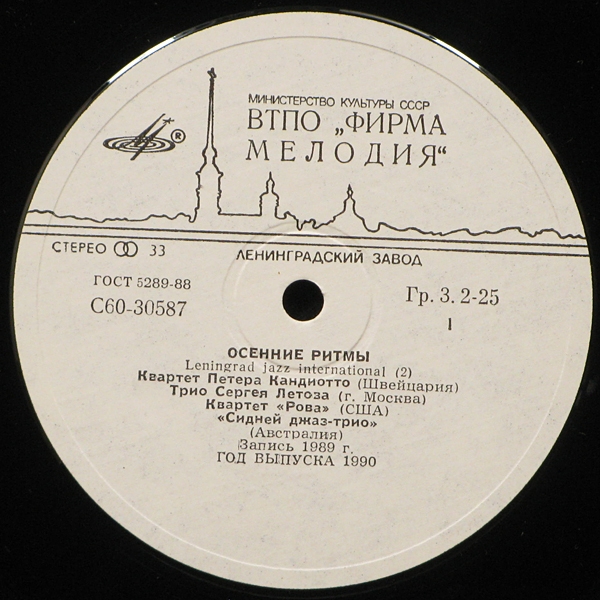 МИНИСТЕРСТВО КУЛЬТУРЫ СССР
ВТПО „ФИРМА
МЕЛОДИЯ“
®
СТЕРЕО 33
ЛЕНИНГРАДСКИЙ ЗАВОД
ГОСТ 5289-88
С60-30587
Гр. 3. 2-25
1
ОСЕННИЕ РИТМЫ
Leningrad jazz international (2)
Квартет Петера Кандиотто (Швейцария)
Трио Сергея Летоза (г. Москва)
Квартет «Рова» (США)
«Сидней джаз-трио»
(Австралия)
Запись 1989 г.
ГОД ВЫПУСКА 1990